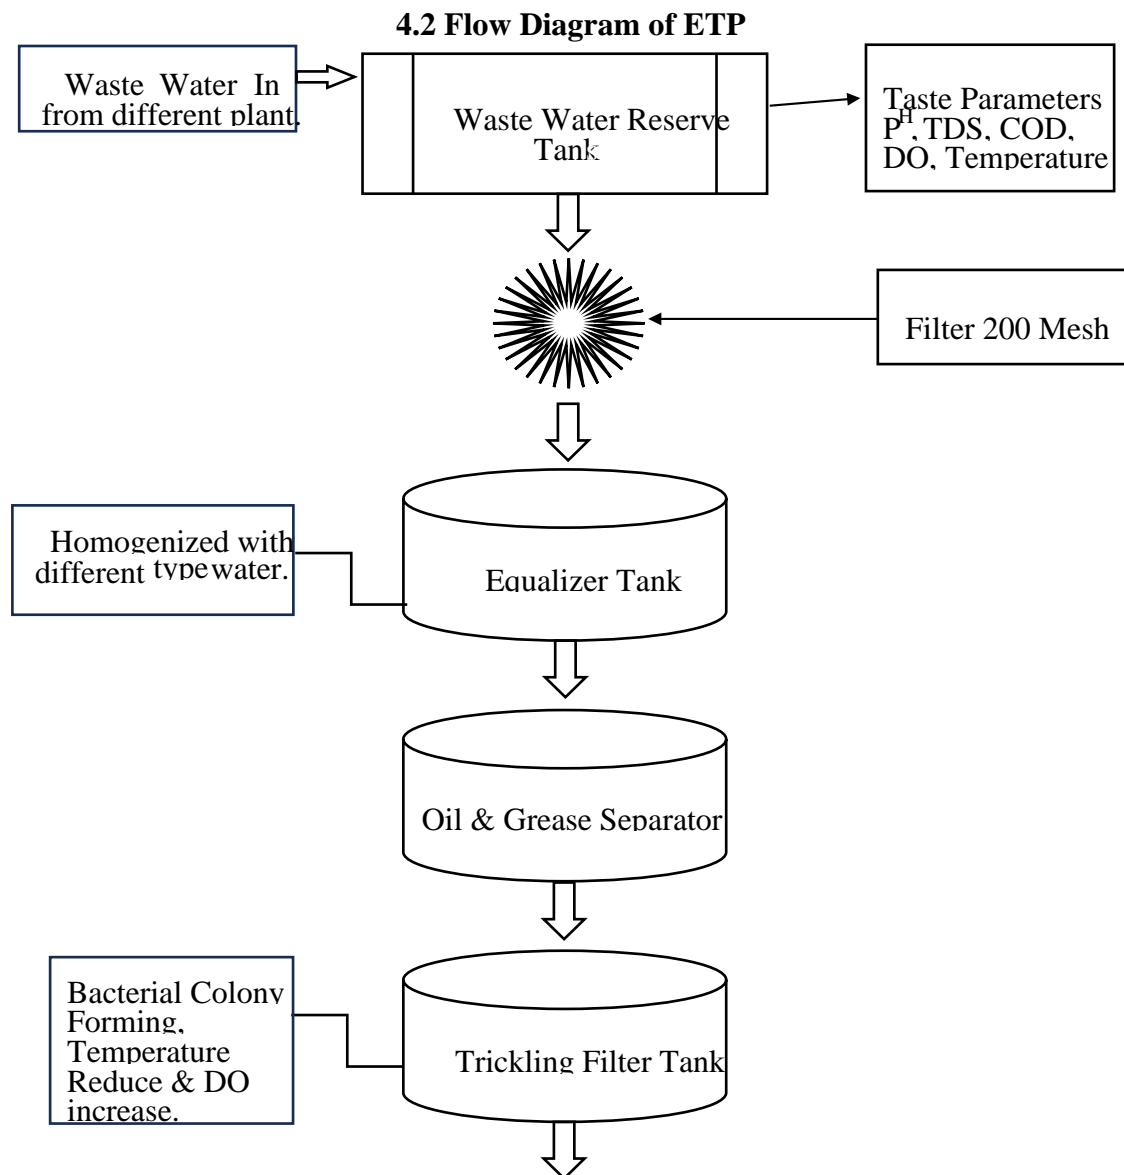 4.2 Flow Diagram of ETP
Waste Water In
from different plant.
Waste Water Reserve
Tank
Taste Parameters
P^H, TDS, COD,
DO, Temperature
Filter 200 Mesh
Homogenized with
different type water.
Equalizer Tank
Oil & Grease Separator
Bacterial Colony
Forming,
Temperature
Reduce & DO
increase.
Trickling Filter Tank